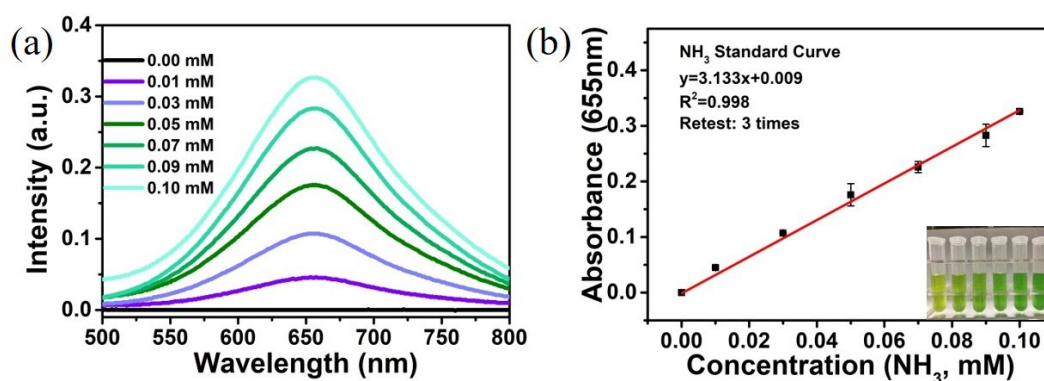 (a)
Intensity (a.u.)
0.4
0.3
0.2
0.1
0.0
0.00 mM
0.01 mM
0.03 mM
0.05 mM
0.07 mM
0.09 mM
0.10 mM
500 550 600 650 700 750 800
Wavelength (nm)
(b)
Absorbance (655nm)
0.4
0.3
0.2
0.1
0.0
NH₃ Standard Curve
y=3.133x+0.009
R²=0.998
Retest: 3 times
0.00 0.02 0.04 0.06 0.08 0.10
Concentration (NH₃, mM)